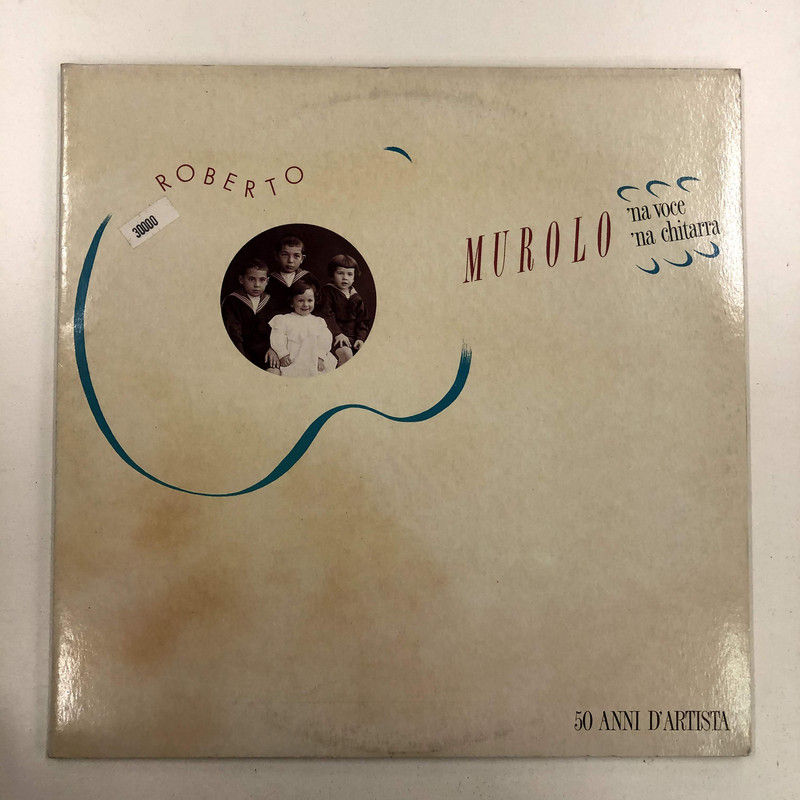 ROBERTO
30000
MUROLO
'na voce
'na chitarra
50 ANNI D'ARTISTA